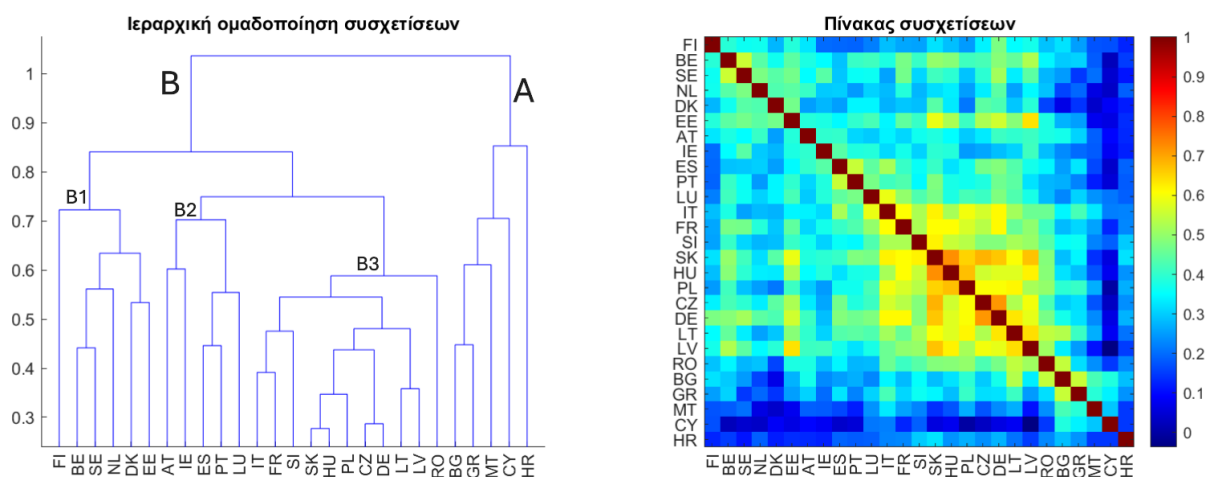 Ιεραρχική ομαδοποίηση συσχετίσεων
B
A
B1
B2
B3
1
0.9
0.8
0.7
0.6
0.5
0.4
0.3
FI BE SE NL DK EE AT IE ES PT LU IT FR SI SK HU PL CZ DE LT LV RO BG GR MT CY HR
Πίνακας συσχετίσεων
FI
BE
SE
NL
DK
EE
AT
IE
ES
PT
LU
IT
FR
SI
SK
HU
PL
CZ
DE
LT
LV
RO
BG
GR
MT
CY
HR
FI BE SE NL DK EE AT IE ES PT LU IT FR SI SK HU PL CZ DE LT LV RO BG GR MT CY HR
1
0.9
0.8
0.7
0.6
0.5
0.4
0.3
0.2
0.1
0